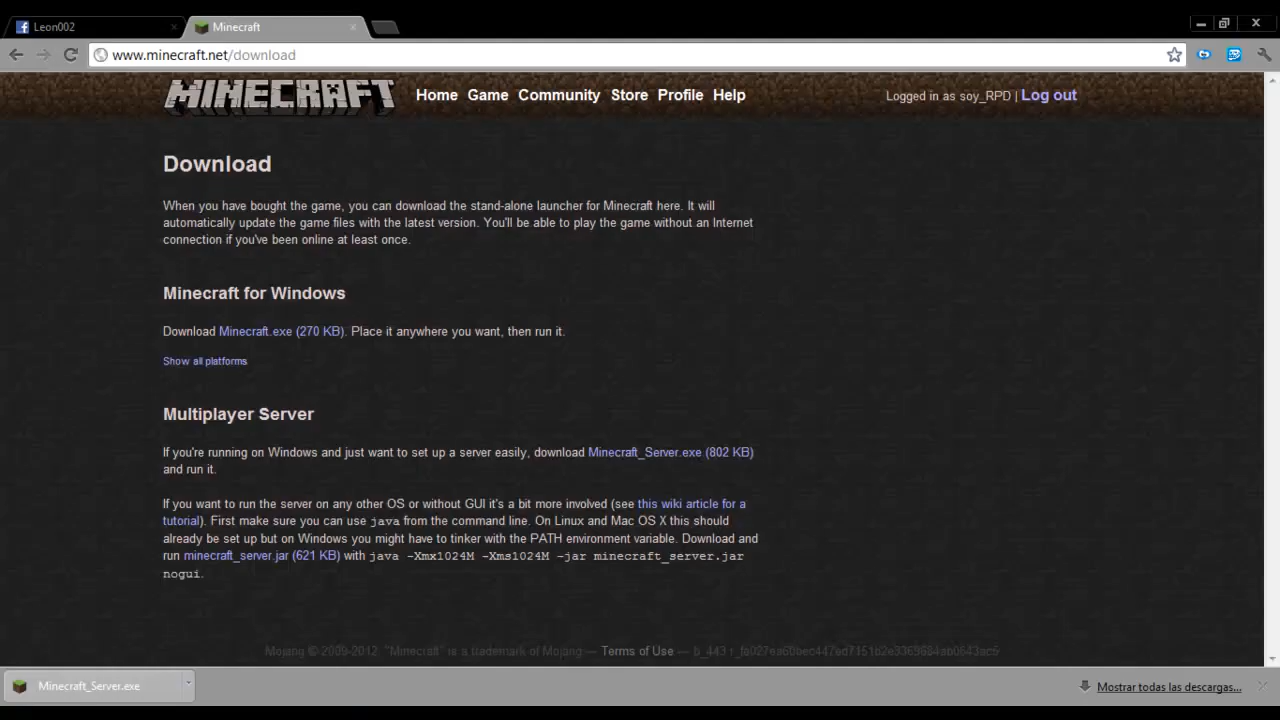 Leon002
Minecraft
www.minecraft.net/download
MINECRAFT
Home Game Community Store Profile Help
Logged in as soy_RPD | Log out
Download
When you have bought the game, you can download the stand-alone launcher for Minecraft here. It will
automatically update the game files with the latest version. You'll be able to play the game without an Internet
connection if you've been online at least once.
Minecraft for Windows
Download Minecraft.exe (270 KB). Place it anywhere you want, then run it.
Show all platforms
Multiplayer Server
If you're running on Windows and just want to set up a server easily, download Minecraft_Server.exe (802 KB)
and run it.
If you want to run the server on any other OS or without GUI it's a bit more involved (see this wiki article for a
tutorial). First make sure you can use java from the command line. On Linux and Mac OS X this should
already be set up but on Windows you might have to tinker with the PATH environment variable. Download and
run minecraft_server.jar (621 KB) with java -Xmx1024M -Xms1024M -jar minecraft_server.jar
nogui.
Mojang © 2009-2012. "Minecraft" is a trademark of Mojang — Terms of Use —
Minecraft_Server.exe
Mostrar todas las descargas...